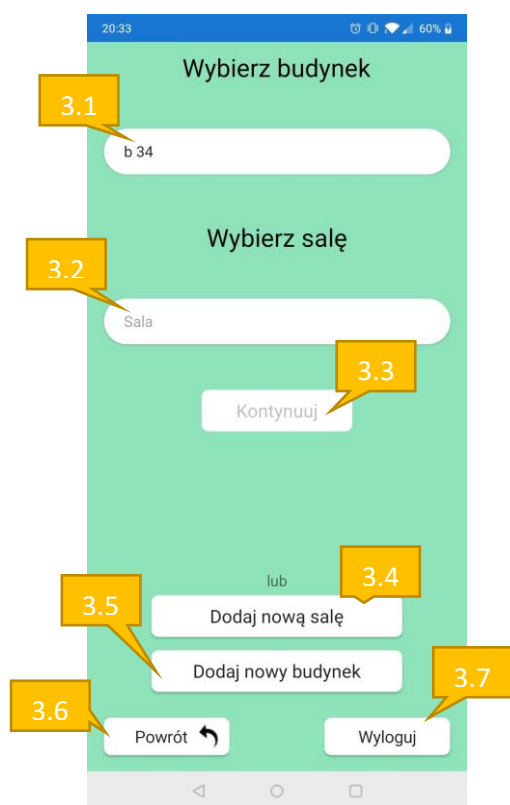 20:33 60%
Wybierz budynek
3.1
b 34
Wybierz salę
3.2
Sala
3.3
Kontynuuj
lub
3.4
3.5
Dodaj nową salę
Dodaj nowy budynek
3.7
3.6
Powrót Wyloguj